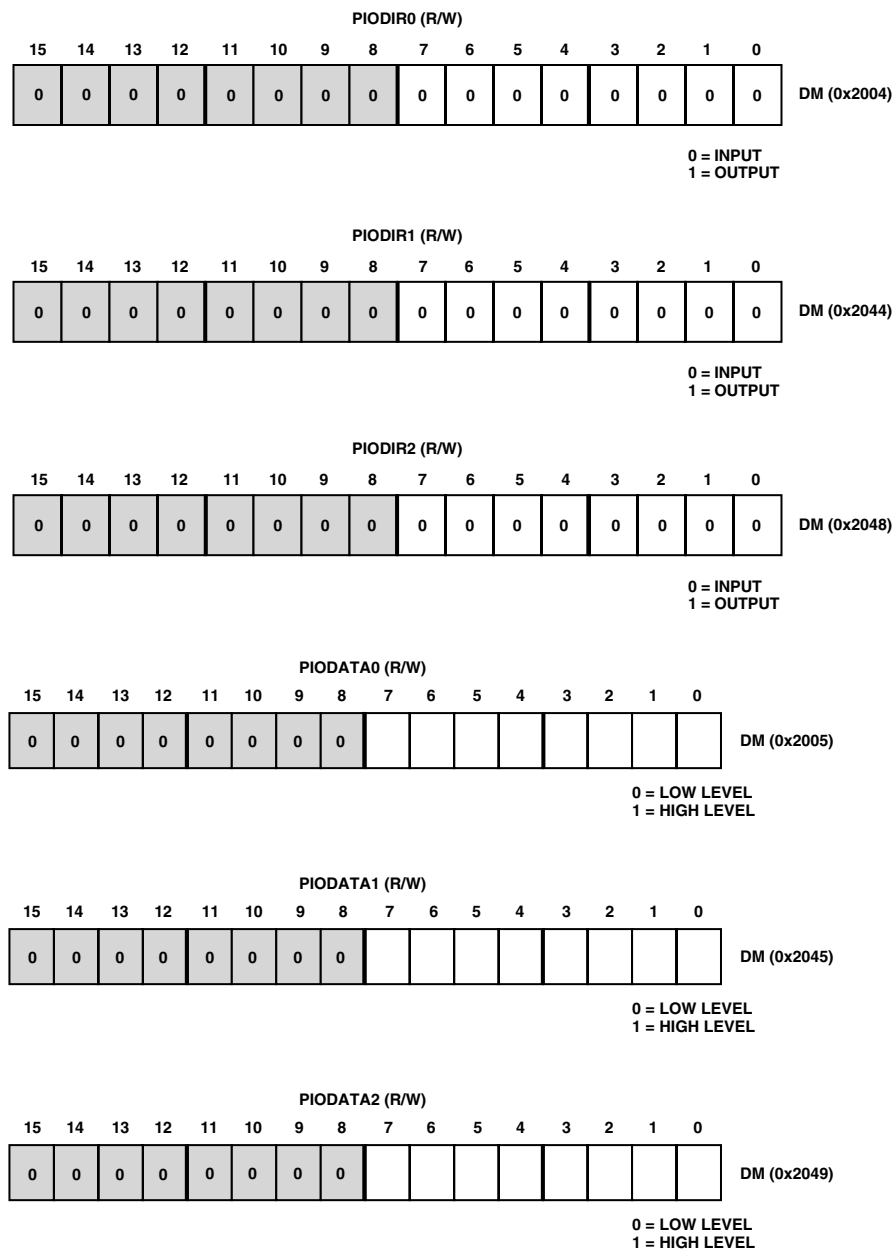 PIODIR0 (R/W)
15 14 13 12 11 10 9 8 7 6 5 4 3 2 1 0
0 0 0 0 0 0 0 0 0 0 0 0 0 0 0 0 DM (0x2004)
0 = INPUT
1 = OUTPUT
PIODIR1 (R/W)
15 14 13 12 11 10 9 8 7 6 5 4 3 2 1 0
0 0 0 0 0 0 0 0 0 0 0 0 0 0 0 0 DM (0x2044)
0 = INPUT
1 = OUTPUT
PIODIR2 (R/W)
15 14 13 12 11 10 9 8 7 6 5 4 3 2 1 0
0 0 0 0 0 0 0 0 0 0 0 0 0 0 0 0 DM (0x2048)
0 = INPUT
1 = OUTPUT
PIODATA0 (R/W)
15 14 13 12 11 10 9 8 7 6 5 4 3 2 1 0
0 0 0 0 0 0 0 0 DM (0x2005)
0 = LOW LEVEL
1 = HIGH LEVEL
PIODATA1 (R/W)
15 14 13 12 11 10 9 8 7 6 5 4 3 2 1 0
0 0 0 0 0 0 0 0 DM (0x2045)
0 = LOW LEVEL
1 = HIGH LEVEL
PIODATA2 (R/W)
15 14 13 12 11 10 9 8 7 6 5 4 3 2 1 0
0 0 0 0 0 0 0 0 DM (0x2049)
0 = LOW LEVEL
1 = HIGH LEVEL